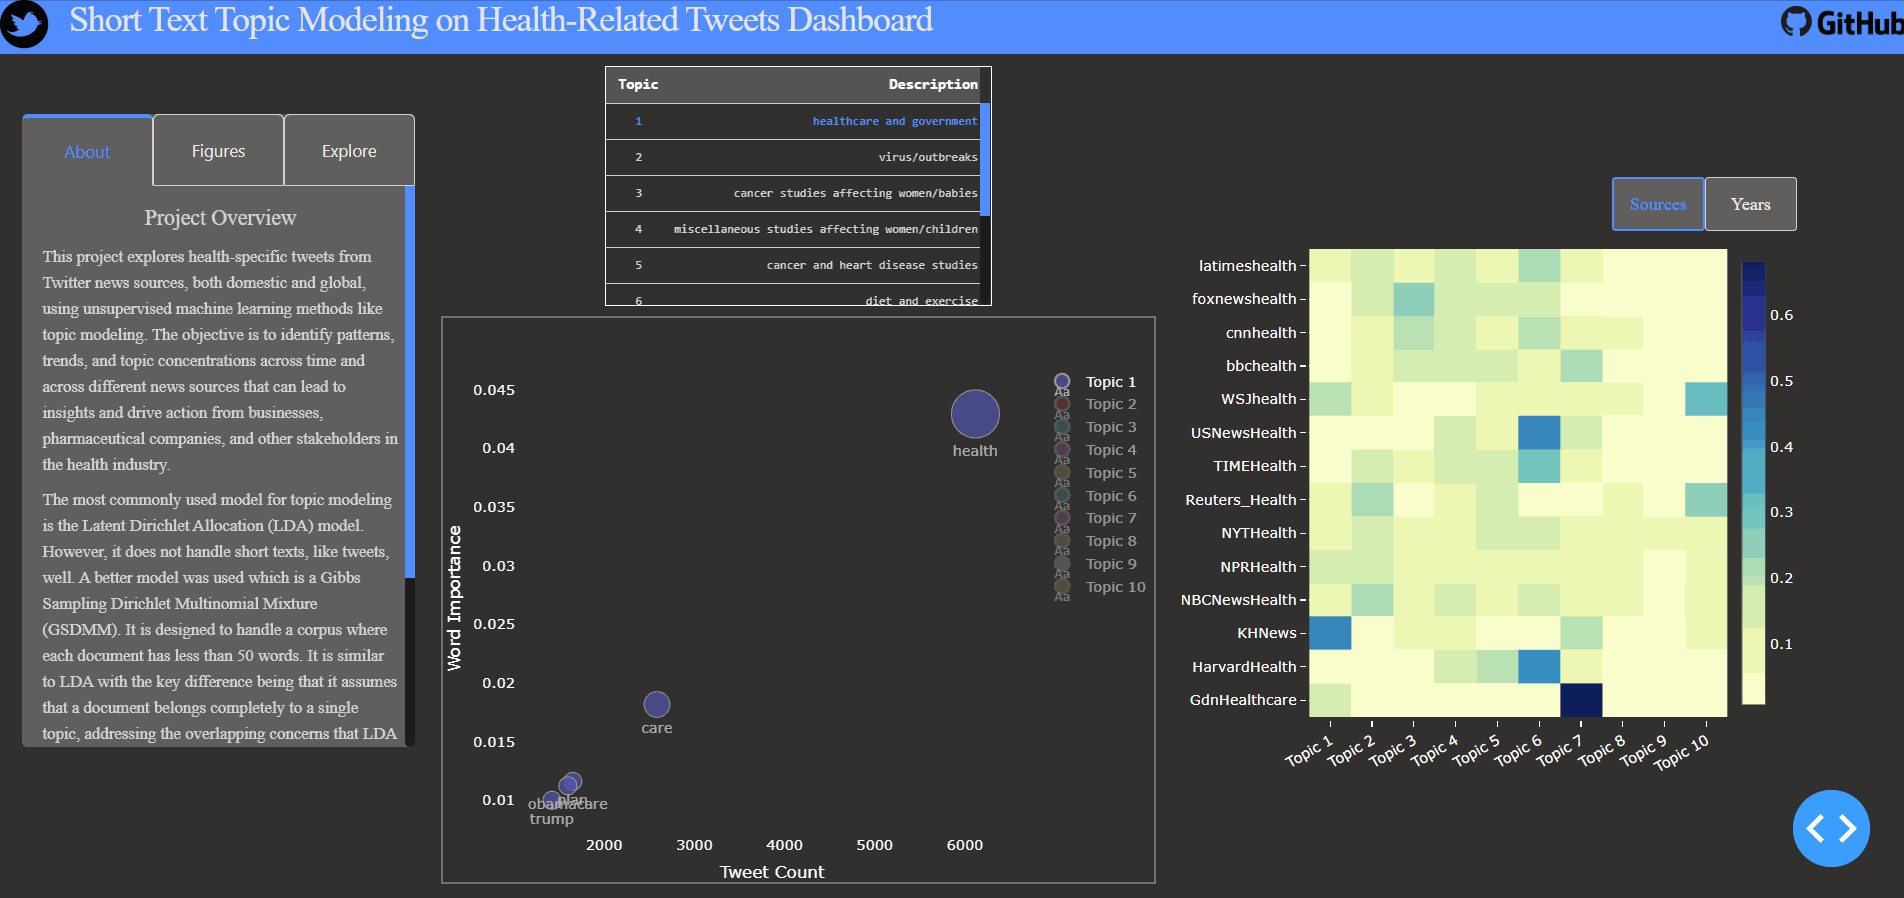 Short Text Topic Modeling on Health-Related Tweets Dashboard
GitHub
About
Figures
Explore
Project Overview
This project explores health-specific tweets from
Twitter news sources, both domestic and global,
using unsupervised machine learning methods like
topic modeling. The objective is to identify patterns,
trends, and topic concentrations across time and
across different news sources that can lead to
insights and drive action from businesses,
pharmaceutical companies, and other stakeholders in
the health industry.
The most commonly used model for topic modeling
is the Latent Dirichlet Allocation (LDA) model.
However, it does not handle short texts, like tweets,
well. A better model was used which is a Gibbs
Sampling Dirichlet Multinomial Mixture
(GSDMM). It is designed to handle a corpus where
each document has less than 50 words. It is similar
to LDA with the key difference being that it assumes
that a document belongs completely to a single
topic, addressing the overlapping concerns that LDA
Topic Description
1 healthcare and government
2 virus/outbreaks
3 cancer studies affecting women/babies
4 miscellaneous studies affecting women/children
5 cancer and heart disease studies
6 diet and exercise
0.045
0.04
0.035
0.03
0.025
0.02
0.015
0.01
Word Importance
health
care
plan
obamacare
trump
2000 3000 4000 5000 6000
Tweet Count
Aa Topic 1
Aa Topic 2
Aa Topic 3
Aa Topic 4
Aa Topic 5
Aa Topic 6
Aa Topic 7
Aa Topic 8
Aa Topic 9
Aa Topic 10
Sources
Years
latimeshealth
foxnewshealth
cnnhealth
bbchealth
WSJhealth
USNewsHealth
TIMEHealth
Reuters_Health
NYTHealth
NPRHealth
NBCNewsHealth
KHNews
HarvardHealth
GdnHealthcare
Topic 1 Topic 2 Topic 3 Topic 4 Topic 5 Topic 6 Topic 7 Topic 8 Topic 9 Topic 10
0.6
0.5
0.4
0.3
0.2
0.1